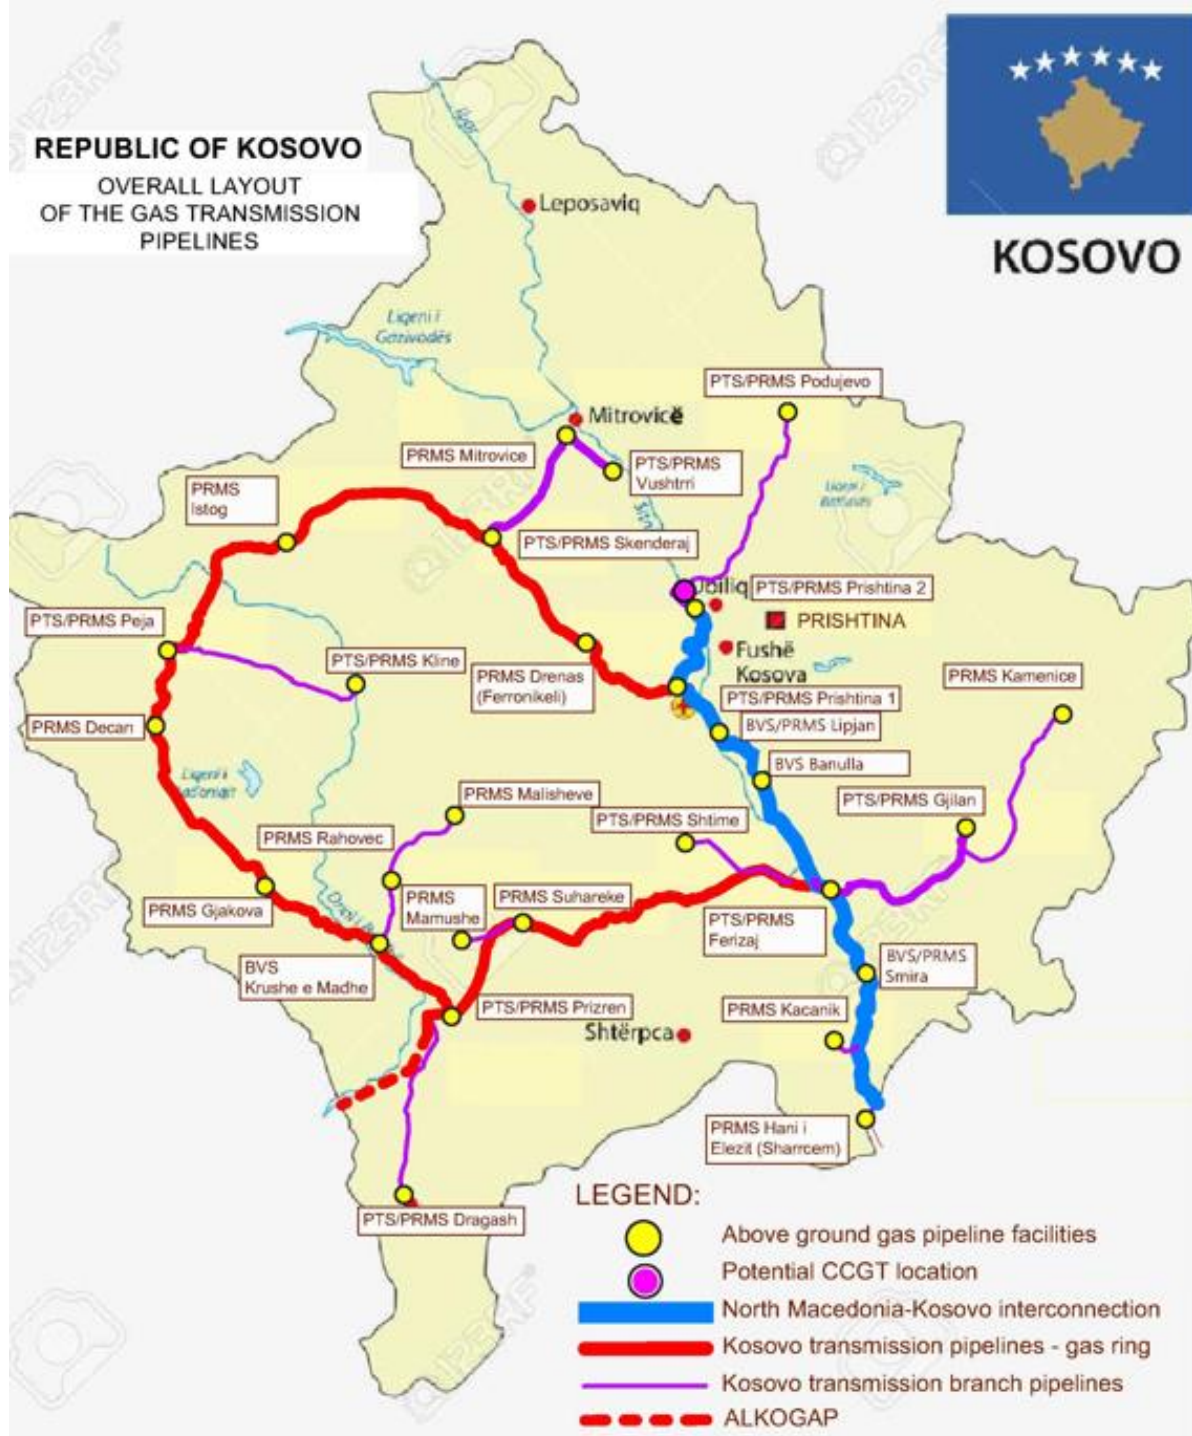 REPUBLIC OF KOSOVO
OVERALL LAYOUT
OF THE GAS TRANSMISSION
PIPELINES
KOSOVO
Ibar
Leposaviq
Liqeni i
Gazivodës
PTS/PRMS Podujevo
Mitrovicë
PRMS Mitrovice
PTS/PRMS
Vushtrri
PRMS
Istog
Liqeni i
PTS/PRMS Skenderaj
PTS/PRMS Prishtina 2
PTS/PRMS Peja
PRISHTINA
Fushë
Kosova
PTS/PRMS Kline
PRMS Drenas
(Ferronikeli)
PRMS Kamenice
PTS/PRMS Prishtina 1
PRMS Decan
BVS/PRMS Lipjan
BVS Banulla
Liqeni i
PRMS Malisheve
PTS/PRMS Gjilan
PTS/PRMS Shtime
PRMS Rahovec
PRMS
Mamushe
PRMS Suhareke
PRMS Gjakova
PTS/PRMS
Ferizaj
BVS
Krushe e Madhe
BVS/PRMS
Smira
PTS/PRMS Prizren
PRMS Kacanik
Shtërpca
PRMS Hani i
Elezit (Sharrcem)
PTS/PRMS Dragash
LEGEND:
Above ground gas pipeline facilities
Potential CCGT location
North Macedonia-Kosovo interconnection
Kosovo transmission pipelines - gas ring
Kosovo transmission branch pipelines
ALKOGAP
123RF